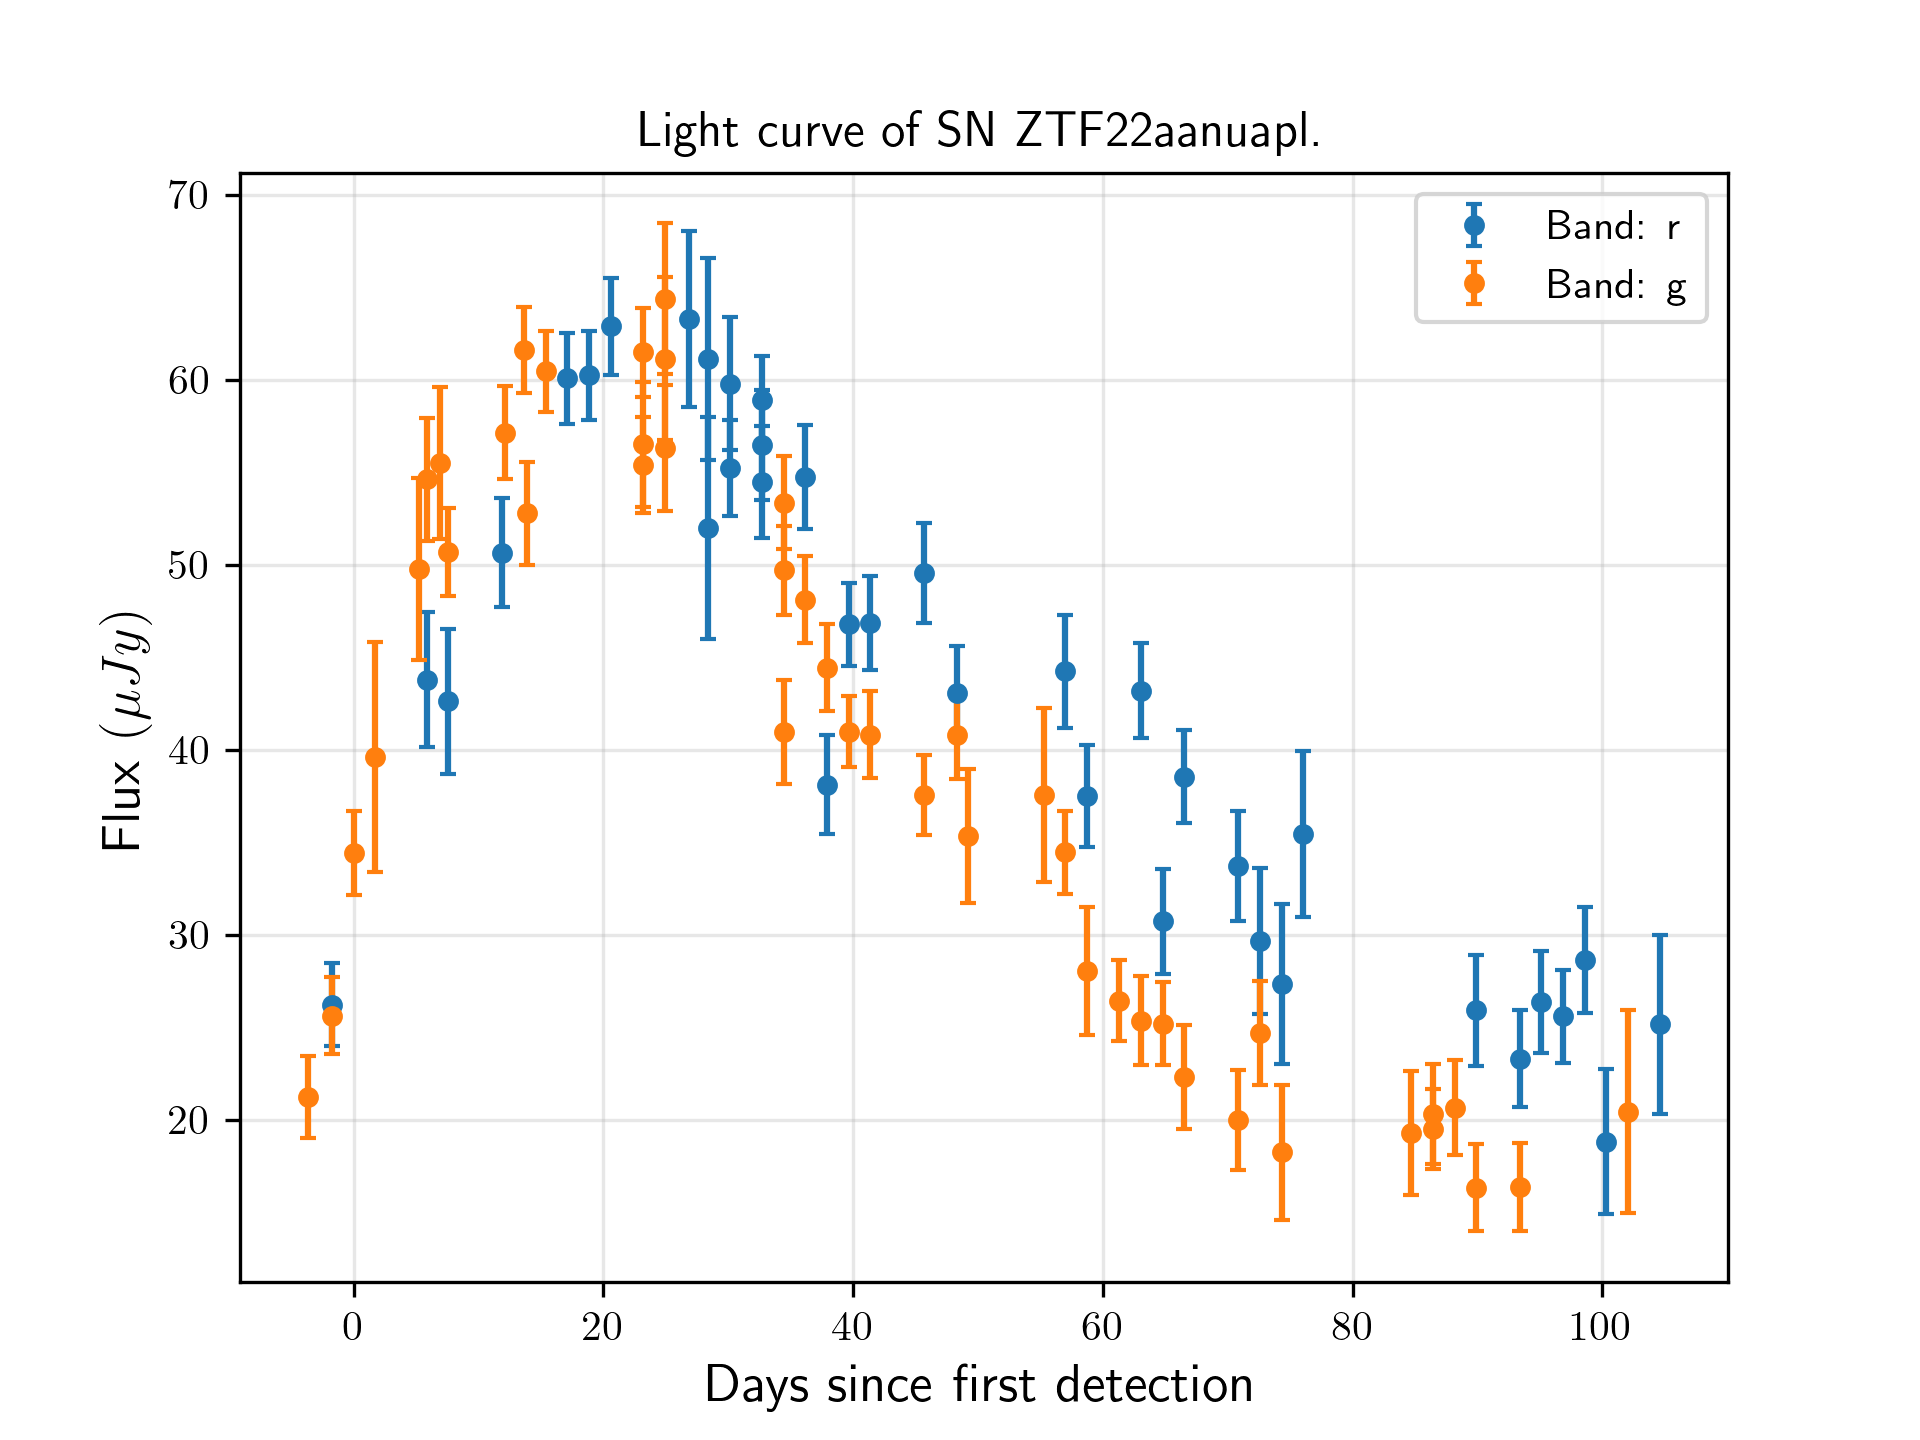 Light curve of SN ZTF22aanuapl.
70
60
50
40
30
20
Flux (μJy)
Band: r
Band: g
0 20 40 60 80 100
Days since first detection